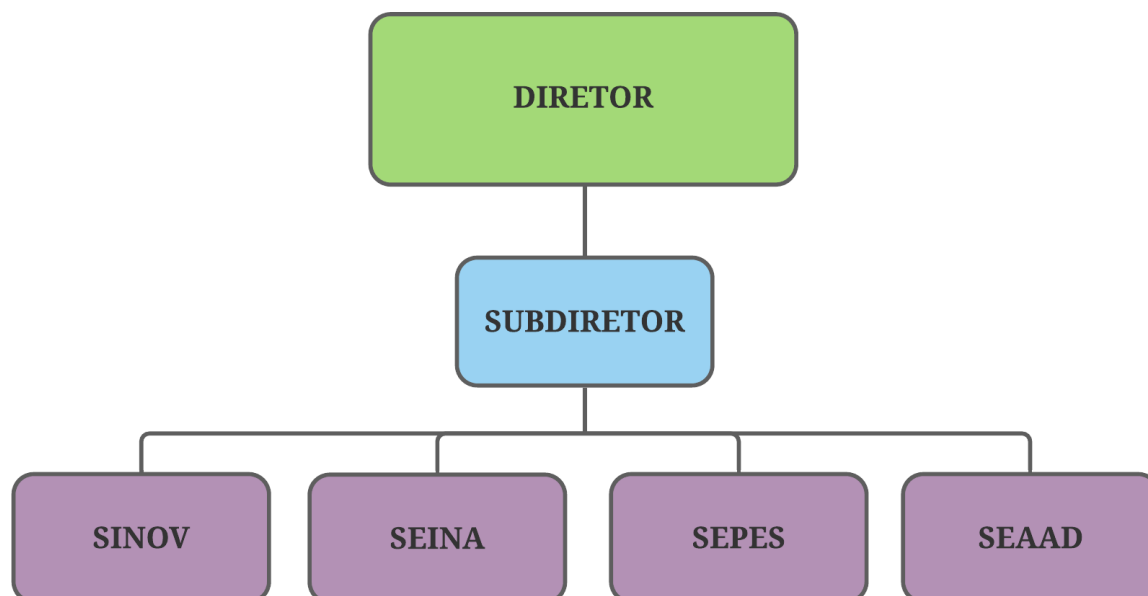 DIRETOR
SUBDIRETOR
SINOV
SEINA
SEPES
SEAAD